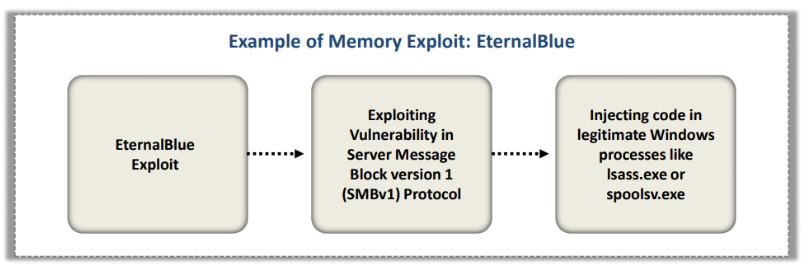 Example of Memory Exploit: EternalBlue
EternalBlue
Exploit
Exploiting
Vulnerability in
Server Message
Block version 1
(SMBv1) Protocol
Injecting code in
legitimate Windows
processes like
lsass.exe or
spoolsv.exe